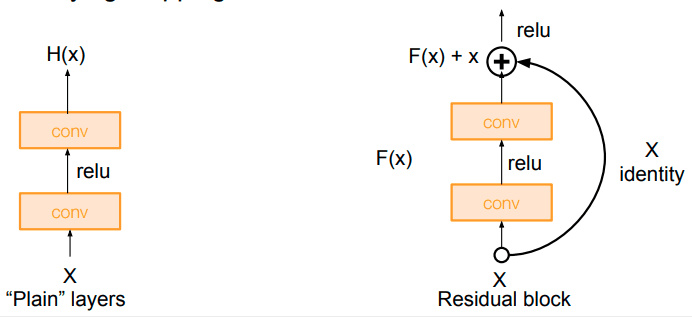 H(x)
conv
relu
conv
X
“Plain” layers
relu
F(x) + x
+
conv
F(x)
relu
X
identity
conv
X
Residual block